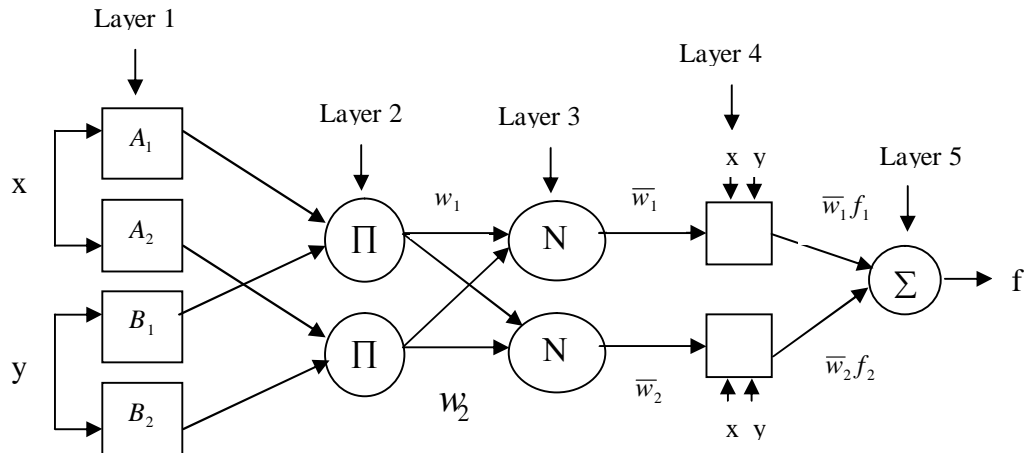 Layer 1
Layer 2
Layer 3
Layer 4
Layer 5
x
y
A₁
A₂
B₁
B₂
∏
∏
w₁
w₂
N
N
w̅₁
w̅₂
x y
x y
w̅₁f₁
w̅₂f₂
∑
f